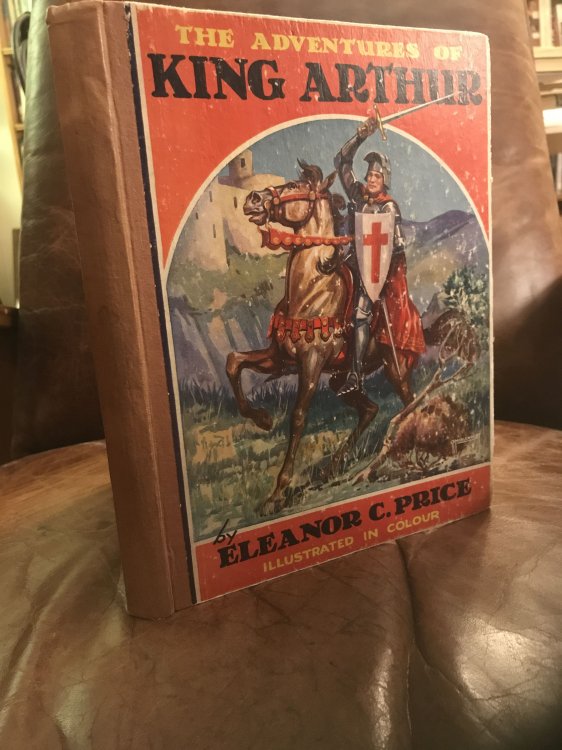 THE ADVENTURES OF
KING ARTHUR
by
ELEANOR C. PRICE
ILLUSTRATED IN COLOUR